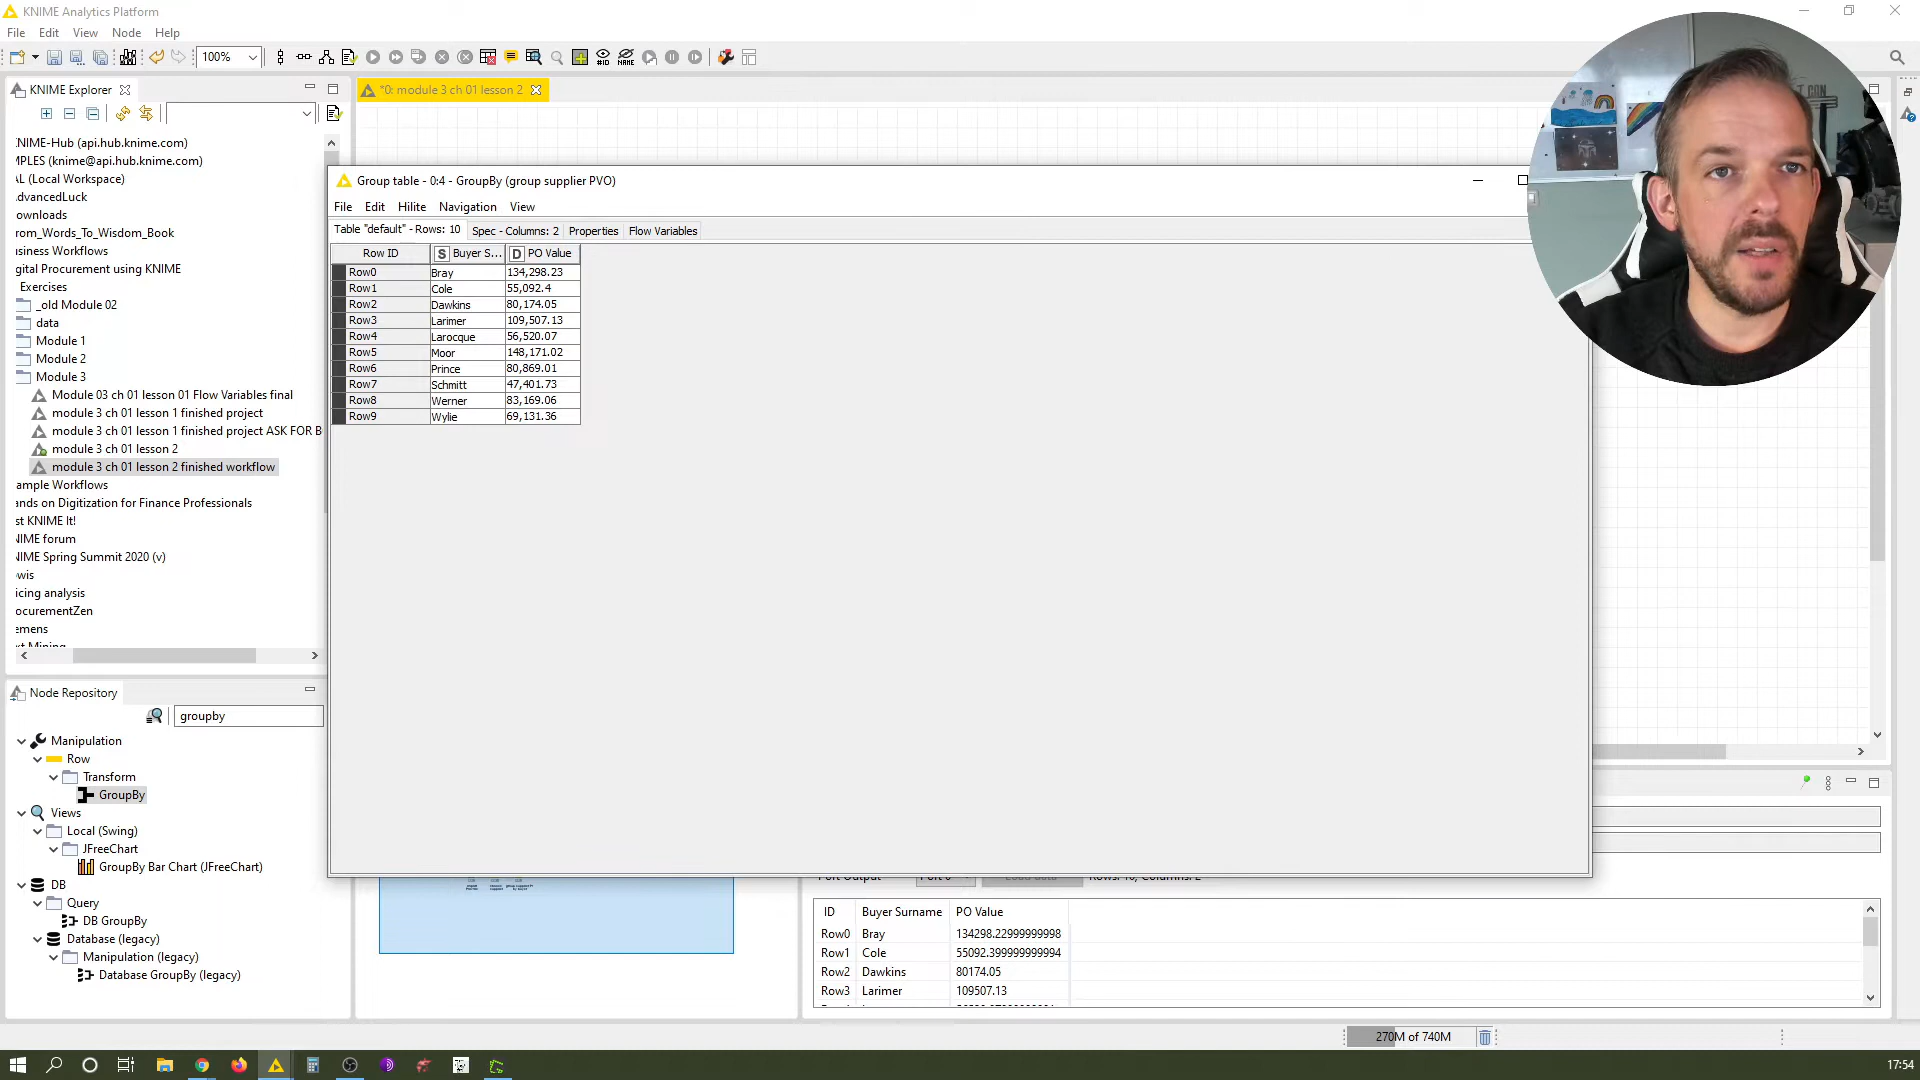 KNIME Analytics Platform
File Edit View Node Help
100%
KNIME Explorer
*0: module 3 ch 01 lesson 2
NIME-Hub (api.hub.knime.com)
MPLES (knime@api.hub.knime.com)
AL (Local Workspace)
dvancedLuck
ownloads
rom_Words_To_Wisdom_Book
siness Workflows
gital Procurement using KNIME
Exercises
_old Module 02
data
Module 1
Module 2
Module 3
Module 03 ch 01 lesson 01 Flow Variables final
module 3 ch 01 lesson 1 finished project
module 3 ch 01 lesson 1 finished project ASK FOR B
module 3 ch 01 lesson 2
module 3 ch 01 lesson 2 finished workflow
ample Workflows
ands on Digitization for Finance Professionals
st KNIME It!
NIME forum
NIME Spring Summit 2020 (v)
owis
icing analysis
ocurementZen
emens
Group table - 0:4 - GroupBy (group supplier PVO)
File Edit Hilite Navigation View
Table "default" - Rows: 10 Spec - Columns: 2 Properties Flow Variables
Row ID S Buyer S... D PO Value
Row0 Bray 134,298.23
Row1 Cole 55,092.4
Row2 Dawkins 80,174.05
Row3 Larimer 109,507.13
Row4 Larocque 56,520.07
Row5 Moor 148,171.02
Row6 Prince 80,869.01
Row7 Schmitt 47,401.73
Row8 Werner 83,169.06
Row9 Wylie 69,131.36
Node Repository
groupby
Manipulation
Row
Transform
GroupBy
Views
Local (Swing)
JFreeChart
GroupBy Bar Chart (JFreeChart)
DB
Query
DB GroupBy
Database (legacy)
Manipulation (legacy)
Database GroupBy (legacy)
ID Buyer Surname PO Value
Row0 Bray 134298.22999999998
Row1 Cole 55092.399999999994
Row2 Dawkins 80174.05
Row3 Larimer 109507.13
270M of 740M
17:54